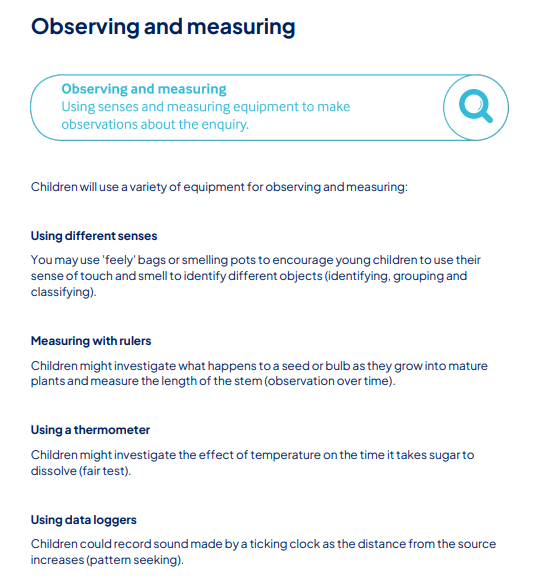 Observing and measuring
Observing and measuring
Using senses and measuring equipment to make
observations about the enquiry.
Children will use a variety of equipment for observing and measuring:
Using different senses
You may use 'feely' bags or smelling pots to encourage young children to use their
sense of touch and smell to identify different objects (identifying, grouping and
classifying).
Measuring with rulers
Children might investigate what happens to a seed or bulb as they grow into mature
plants and measure the length of the stem (observation over time).
Using a thermometer
Children might investigate the effect of temperature on the time it takes sugar to
dissolve (fair test).
Using data loggers
Children could record sound made by a ticking clock as the distance from the source
increases (pattern seeking).